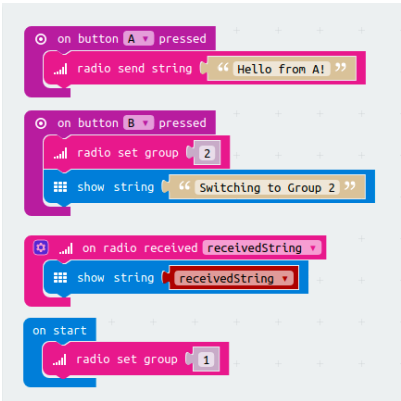 on button A ▼ pressed
radio send string “ Hello from A! ”
on button B ▼ pressed
radio set group 2
show string “ Switching to Group 2 ”
on radio received receivedString ▼
show string receivedString ▼
on start
radio set group 1